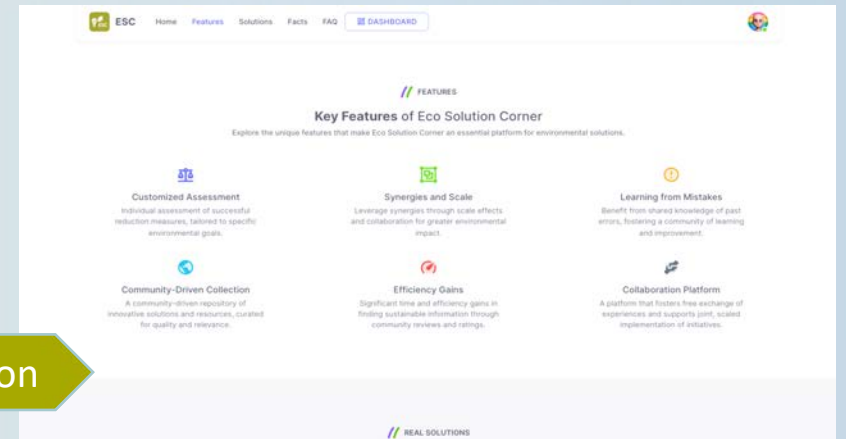 esc ESC Home Features Solutions Facts FAQ DASHBOARD
FEATURES
Key Features of Eco Solution Corner
Explore the unique features that make Eco Solution Corner an essential platform for environmental solutions.
Customized Assessment
Individual assessment of successful
reduction measures, tailored to specific
environmental goals.
Synergies and Scale
Leverage synergies through scale effects
and collaboration for greater environmental
impact.
Learning from Mistakes
Benefit from shared knowledge of past
errors, fostering a community of learning
and improvement.
Community-Driven Collection
A community-driven repository of
innovative solutions and resources, curated
for quality and relevance.
Efficiency Gains
Significant time and efficiency gains in
finding sustainable information through
community reviews and ratings.
Collaboration Platform
A platform that fosters free exchange of
experiences and supports joint, scaled
implementation of initiatives.
on
REAL SOLUTIONS